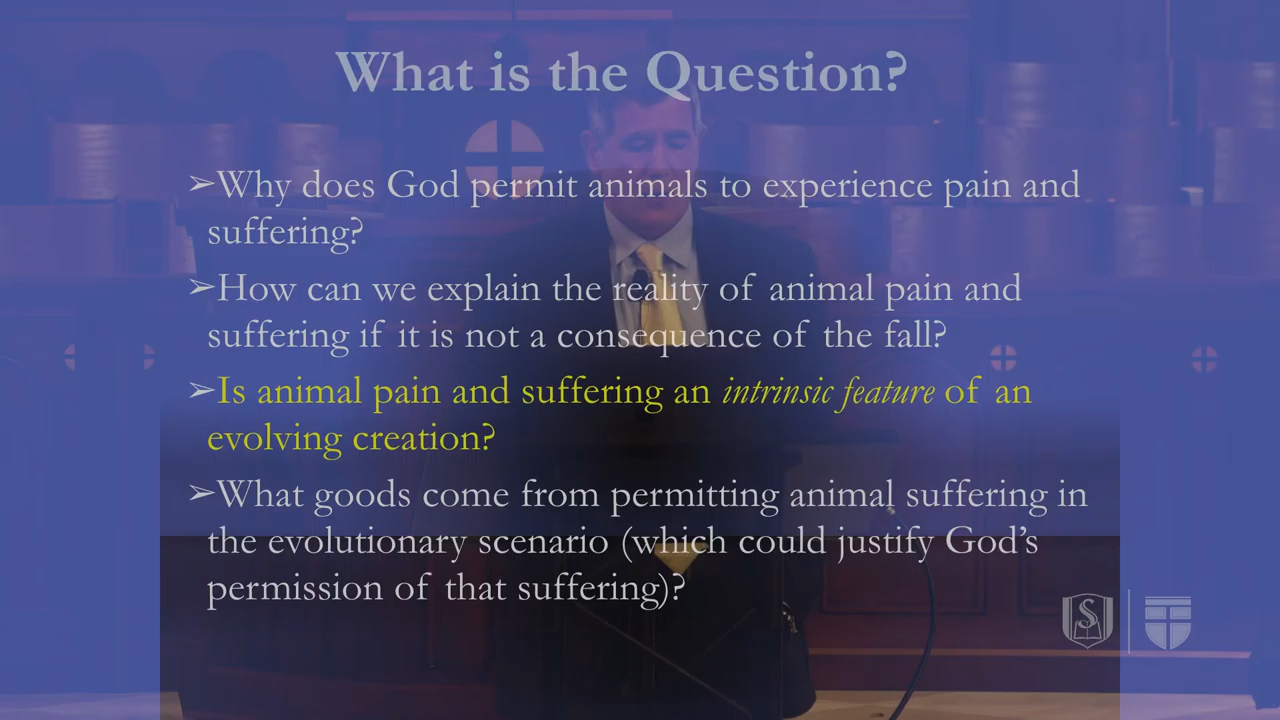 What is the Question?
➢Why does God permit animals to experience pain and
suffering?
➢How can we explain the reality of animal pain and
suffering if it is not a consequence of the fall?
➢Is animal pain and suffering an intrinsic feature of an
evolving creation?
➢What goods come from permitting animal suffering in
the evolutionary scenario (which could justify God’s
permission of that suffering)?
S